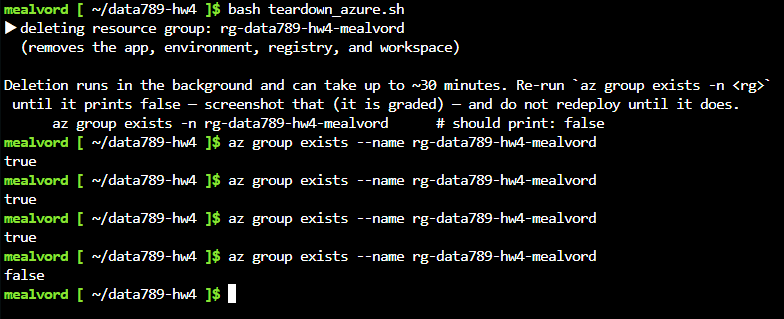 mealvord [ ~/data789-hw4 ]$ bash teardown_azure.sh
▶ deleting resource group: rg-data789-hw4-mealvord
  (removes the app, environment, registry, and workspace)

Deletion runs in the background and can take up to ~30 minutes. Re-run `az group exists -n <rg>`
 until it prints false — screenshot that (it is graded) — and do not redeploy until it does.
      az group exists -n rg-data789-hw4-mealvord      # should print: false
mealvord [ ~/data789-hw4 ]$ az group exists --name rg-data789-hw4-mealvord
true
mealvord [ ~/data789-hw4 ]$ az group exists --name rg-data789-hw4-mealvord
true
mealvord [ ~/data789-hw4 ]$ az group exists --name rg-data789-hw4-mealvord
true
mealvord [ ~/data789-hw4 ]$ az group exists --name rg-data789-hw4-mealvord
false
mealvord [ ~/data789-hw4 ]$